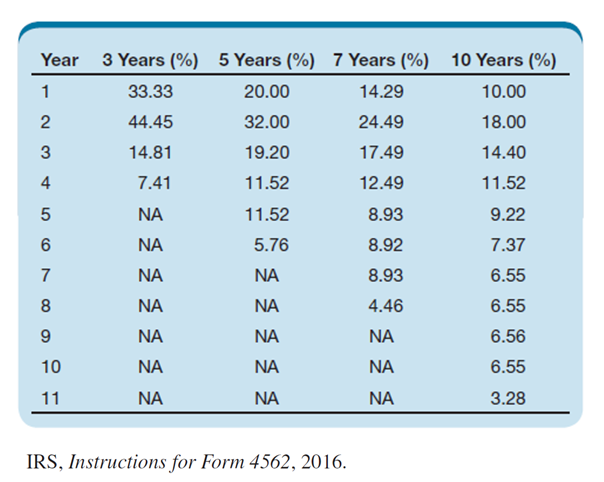 Year 3 Years (%) 5 Years (%) 7 Years (%) 10 Years (%)
1 33.33 20.00 14.29 10.00
2 44.45 32.00 24.49 18.00
3 14.81 19.20 17.49 14.40
4 7.41 11.52 12.49 11.52
5 NA 11.52 8.93 9.22
6 NA 5.76 8.92 7.37
7 NA NA 8.93 6.55
8 NA NA 4.46 6.55
9 NA NA NA 6.56
10 NA NA NA 6.55
11 NA NA NA 3.28
IRS, Instructions for Form 4562, 2016.